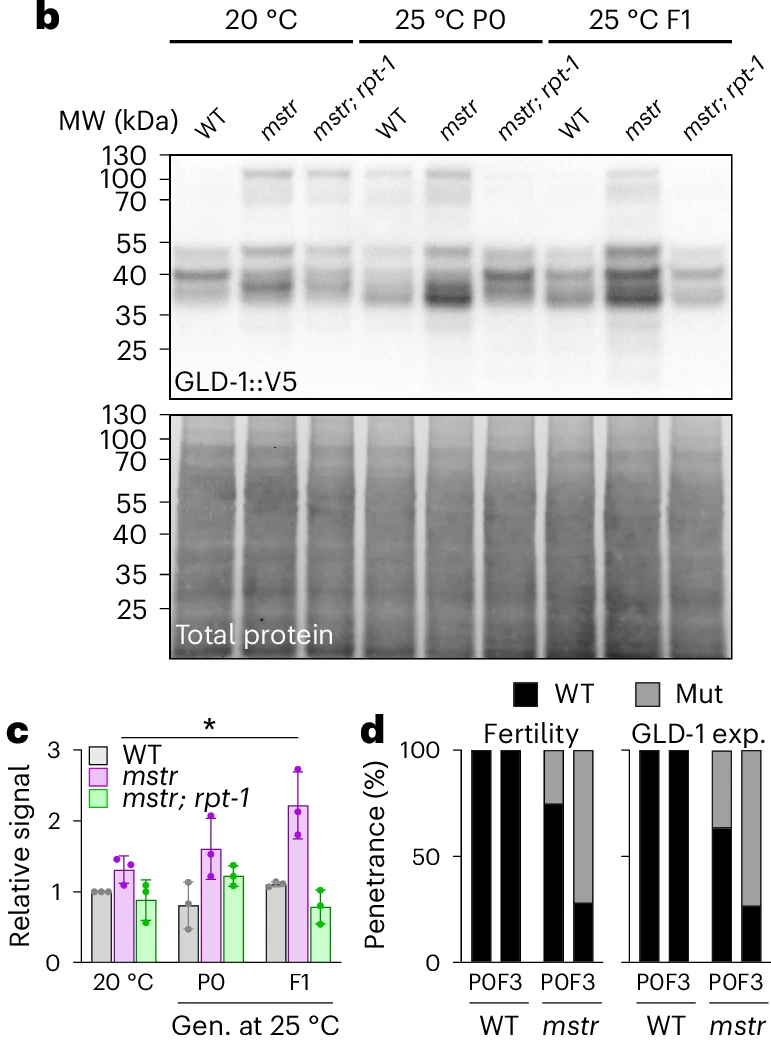 b
20 °C 25 °C P0 25 °C F1
MW (kDa) WT mstr mstr; rpt-1 WT mstr mstr; rpt-1 WT mstr mstr; rpt-1
130
100
70
55
40
35
25
GLD-1::V5
130
100
70
55
40
35
25
Total protein
c
*
3
2
1
0
Relative signal
WT
mstr
mstr; rpt-1
20 °C P0 F1
Gen. at 25 °C
d
WT Mut
Fertility GLD-1 exp.
100
50
0
Penetrance (%)
P0F3 P0F3 P0F3 P0F3
WT mstr WT mstr